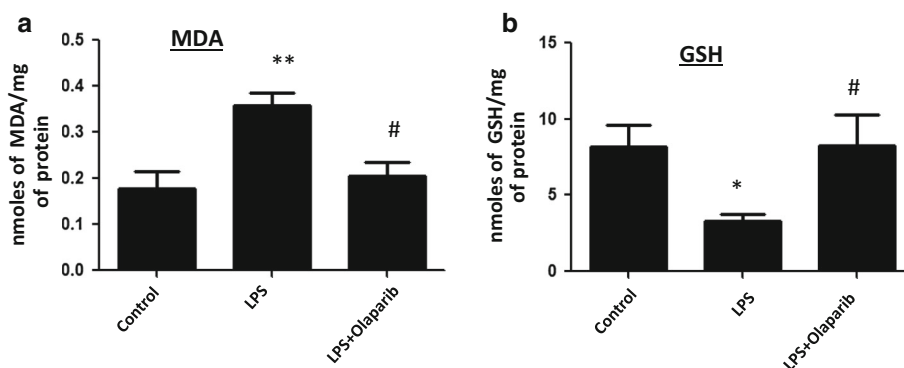 a
MDA
nmoles of MDA/mg
of protein
0.5
0.4
0.3
0.2
0.1
0.0
**
#
Control
LPS
LPS+Olaparib
b
GSH
nmoles of GSH/mg
of protein
15
10
5
0
*
#
Control
LPS
LPS+Olaparib